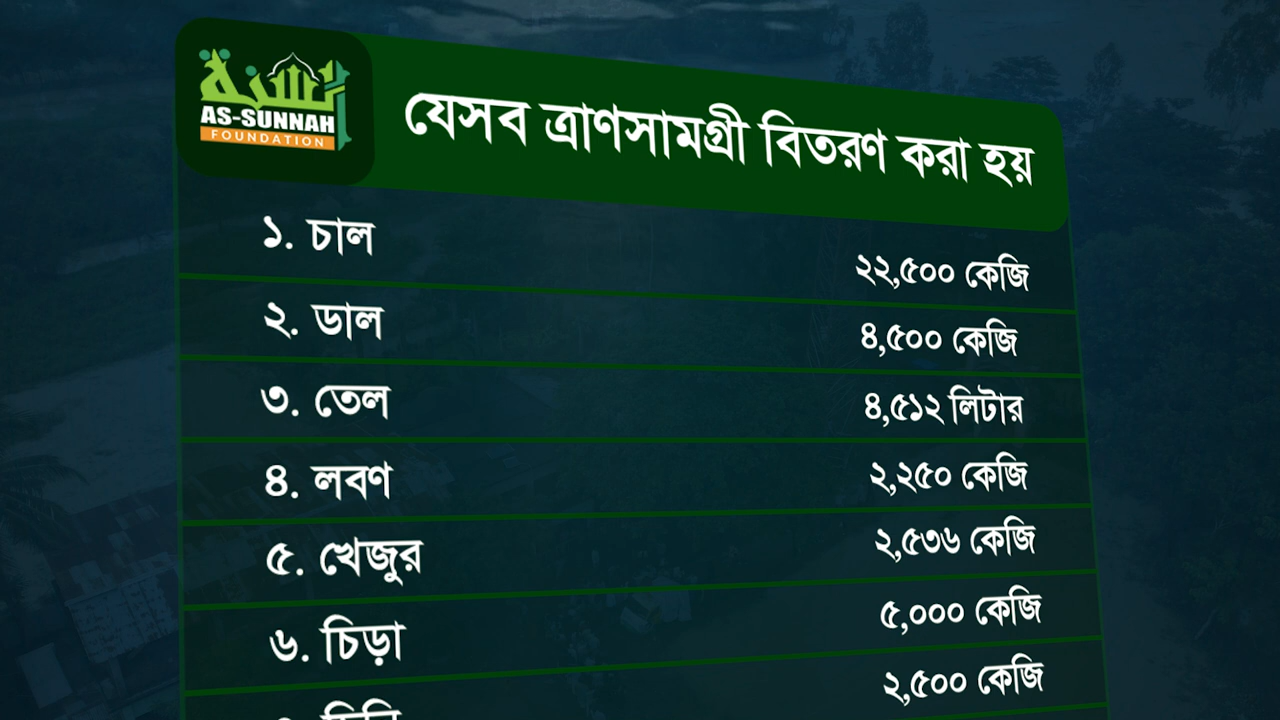 السنة
AS-SUNNAH
FOUNDATION
যেসব ত্রাণসামগ্রী বিতরণ করা হয়
১. চাল ২২,৫০০ কেজি
২. ডাল ৪,৫০০ কেজি
৩. তেল ৪,৫১২ লিটার
৪. লবণ ২,২৫০ কেজি
৫. খেজুর ২,৫৩৬ কেজি
৬. চিড়া ৫,০০০ কেজি
২,৫০০ কেজি